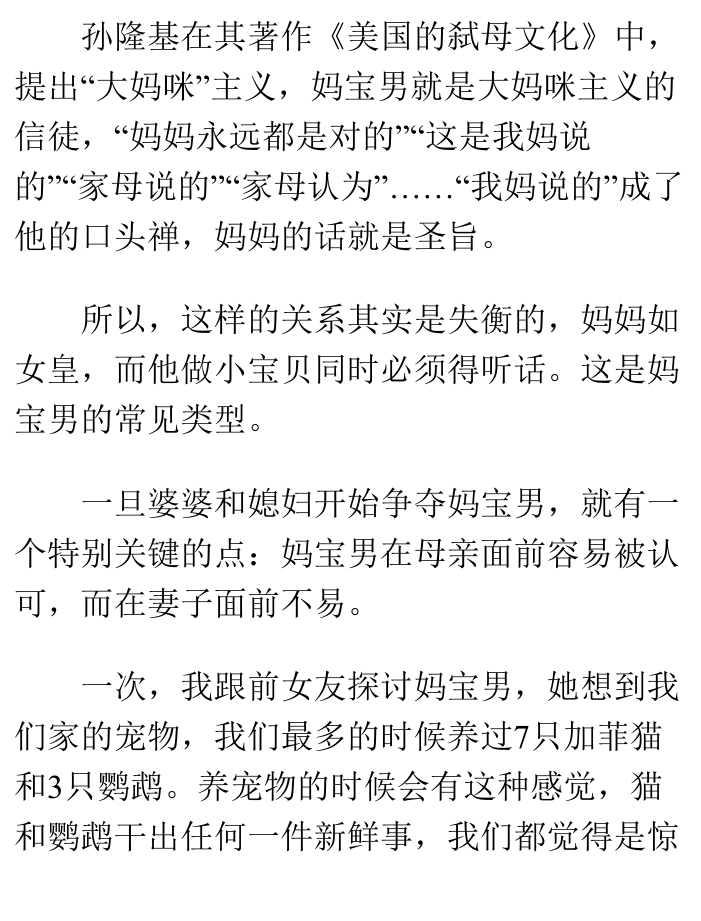 孙隆基在其著作《美国的弑母文化》中，
提出“大妈咪”主义，妈宝男就是大妈咪主义的
信徒，“妈妈永远都是对的”“这是我妈说
的”“家母说的”“家母认为”……“我妈说的”成了
他的口头禅，妈妈的话就是圣旨。
所以，这样的关系其实是失衡的，妈妈如
女皇，而他做小宝贝同时必须得听话。这是妈
宝男的常见类型。
一旦婆婆和媳妇开始争夺妈宝男，就有一
个特别关键的点：妈宝男在母亲面前容易被认
可，而在妻子面前不易。
一次，我跟前女友探讨妈宝男，她想到我
们家的宠物，我们最多的时候养过7只加菲猫
和3只鹦鹉。养宠物的时候会有这种感觉，猫
和鹦鹉干出任何一件新鲜事，我们都觉得是惊